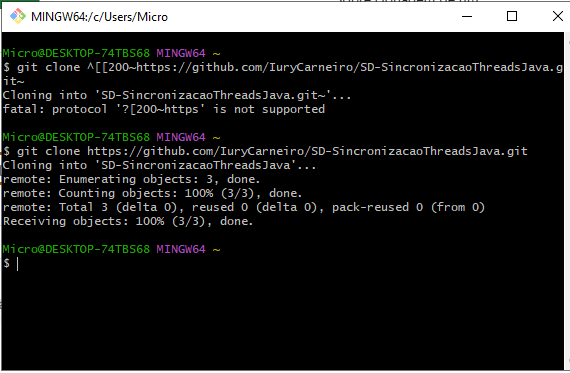 MINGW64:/c/Users/Micro
Micro@DESKTOP-74TBS68 MINGW64 ~
$ git clone ^[[200~https://github.com/IuryCarneiro/SD-SincronizacaoThreadsJava.g
it~
Cloning into 'SD-SincronizacaoThreadsJava.git~'...
fatal: protocol '?[200~https' is not supported
Micro@DESKTOP-74TBS68 MINGW64 ~
$ git clone https://github.com/IuryCarneiro/SD-SincronizacaoThreadsJava.git
Cloning into 'SD-SincronizacaoThreadsJava'...
remote: Enumerating objects: 3, done.
remote: Counting objects: 100% (3/3), done.
remote: Total 3 (delta 0), reused 0 (delta 0), pack-reused 0 (from 0)
Receiving objects: 100% (3/3), done.
Micro@DESKTOP-74TBS68 MINGW64 ~
$